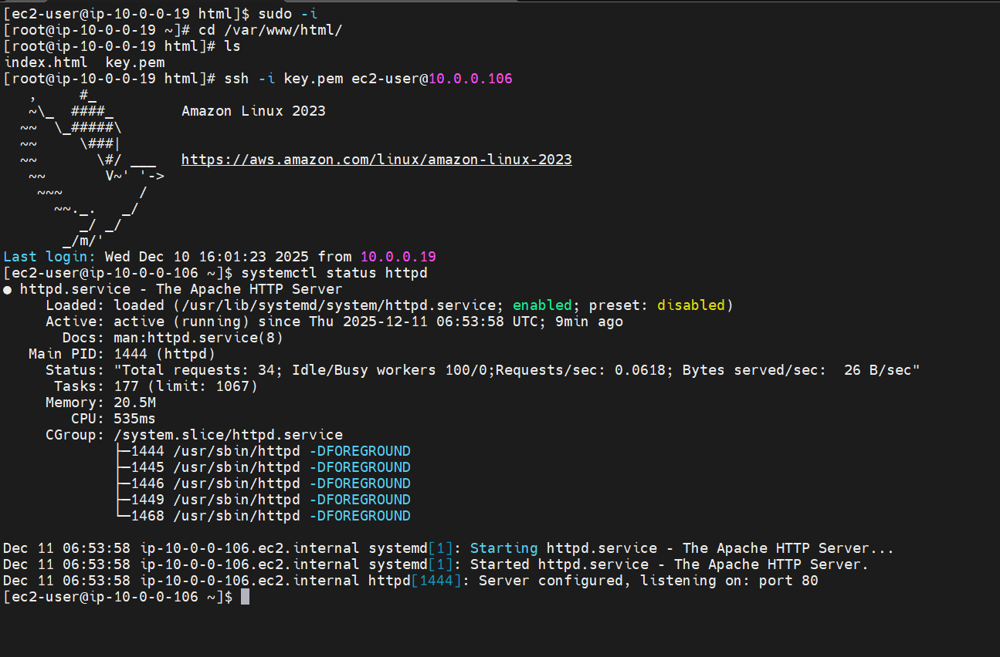 [ec2-user@ip-10-0-0-19 html]$ sudo -i
[root@ip-10-0-0-19 ~]# cd /var/www/html/
[root@ip-10-0-0-19 html]# ls
index.html  key.pem
[root@ip-10-0-0-19 html]# ssh -i key.pem ec2-user@10.0.0.106
   ,     #_
   ~\_  ####_        Amazon Linux 2023
  ~~  \_#####\
  ~~     \###|
  ~~       \#/ ___   https://aws.amazon.com/linux/amazon-linux-2023
   ~~       V~' '->
    ~~~         /
      ~~._.   _/
         _/ _/
       _/m/'
Last login: Wed Dec 10 16:01:23 2025 from 10.0.0.19
[ec2-user@ip-10-0-0-106 ~]$ systemctl status httpd
● httpd.service - The Apache HTTP Server
     Loaded: loaded (/usr/lib/systemd/system/httpd.service; enabled; preset: disabled)
     Active: active (running) since Thu 2025-12-11 06:53:58 UTC; 9min ago
       Docs: man:httpd.service(8)
   Main PID: 1444 (httpd)
     Status: "Total requests: 34; Idle/Busy workers 100/0;Requests/sec: 0.0618; Bytes served/sec:  26 B/sec"
      Tasks: 177 (limit: 1067)
     Memory: 20.5M
        CPU: 535ms
     CGroup: /system.slice/httpd.service
             ├─1444 /usr/sbin/httpd -DFOREGROUND
             ├─1445 /usr/sbin/httpd -DFOREGROUND
             ├─1446 /usr/sbin/httpd -DFOREGROUND
             ├─1449 /usr/sbin/httpd -DFOREGROUND
             └─1468 /usr/sbin/httpd -DFOREGROUND

Dec 11 06:53:58 ip-10-0-0-106.ec2.internal systemd[1]: Starting httpd.service - The Apache HTTP Server...
Dec 11 06:53:58 ip-10-0-0-106.ec2.internal systemd[1]: Started httpd.service - The Apache HTTP Server.
Dec 11 06:53:58 ip-10-0-0-106.ec2.internal httpd[1444]: Server configured, listening on: port 80
[ec2-user@ip-10-0-0-106 ~]$